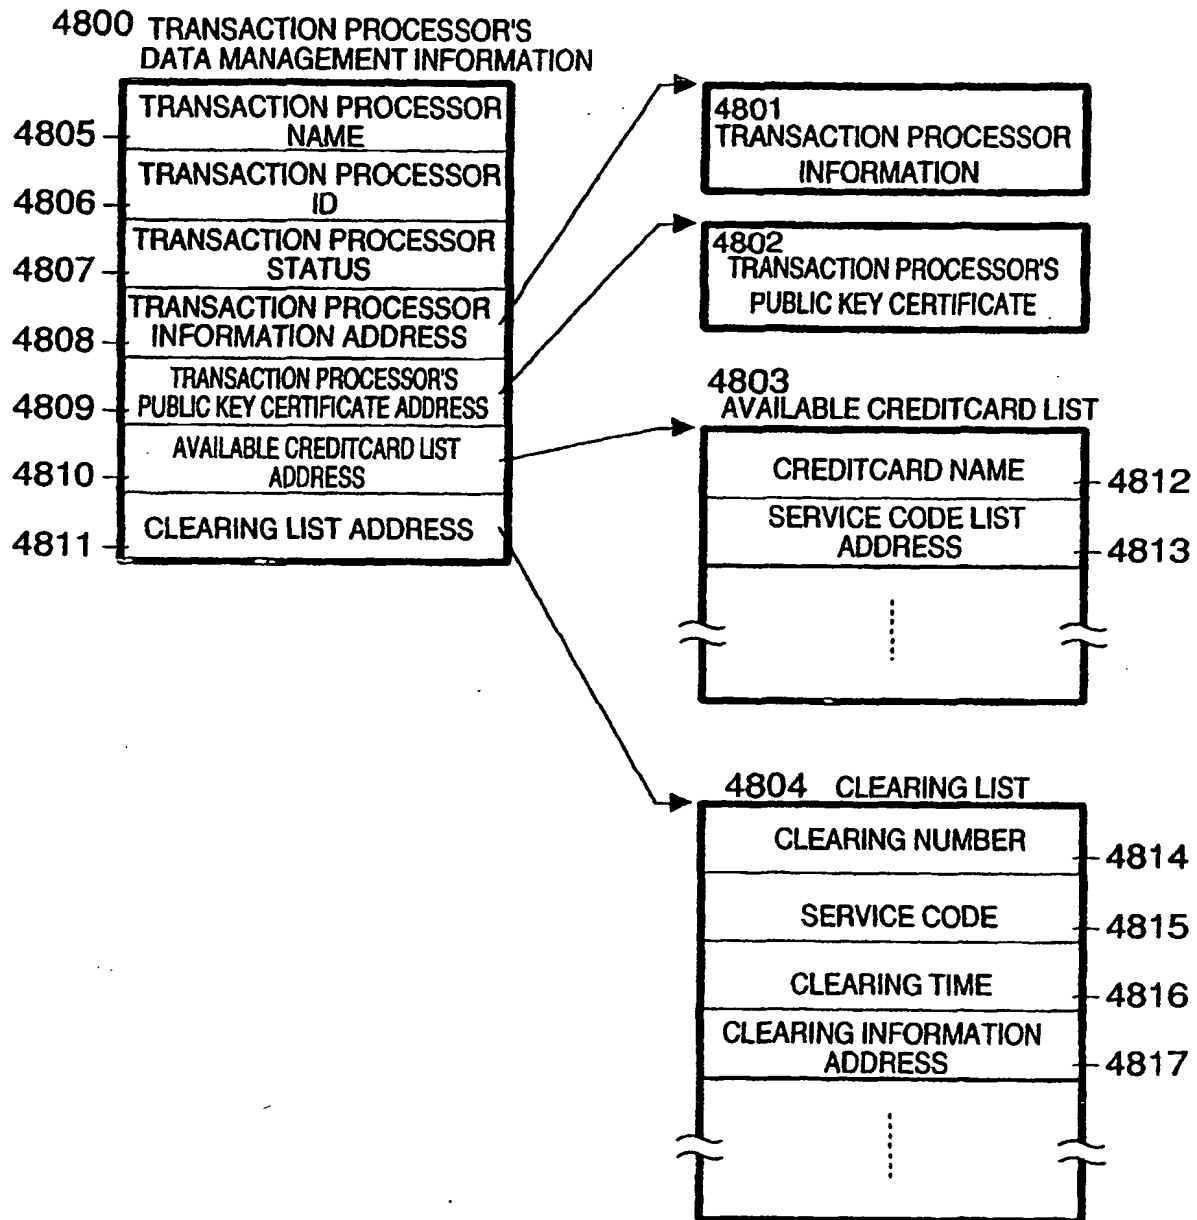 4800 TRANSACTION PROCESSOR'S
DATA MANAGEMENT INFORMATION
4805
TRANSACTION PROCESSOR
NAME
4806
TRANSACTION PROCESSOR
ID
4807
TRANSACTION PROCESSOR
STATUS
4808
TRANSACTION PROCESSOR
INFORMATION ADDRESS
4809
TRANSACTION PROCESSOR'S
PUBLIC KEY CERTIFICATE ADDRESS
4810
AVAILABLE CREDITCARD LIST
ADDRESS
4811
CLEARING LIST ADDRESS
4801
TRANSACTION PROCESSOR
INFORMATION
4802
TRANSACTION PROCESSOR'S
PUBLIC KEY CERTIFICATE
4803
AVAILABLE CREDITCARD LIST
CREDITCARD NAME
4812
SERVICE CODE LIST
ADDRESS
4813
4804 CLEARING LIST
CLEARING NUMBER
4814
SERVICE CODE
4815
CLEARING TIME
4816
CLEARING INFORMATION
ADDRESS
4817